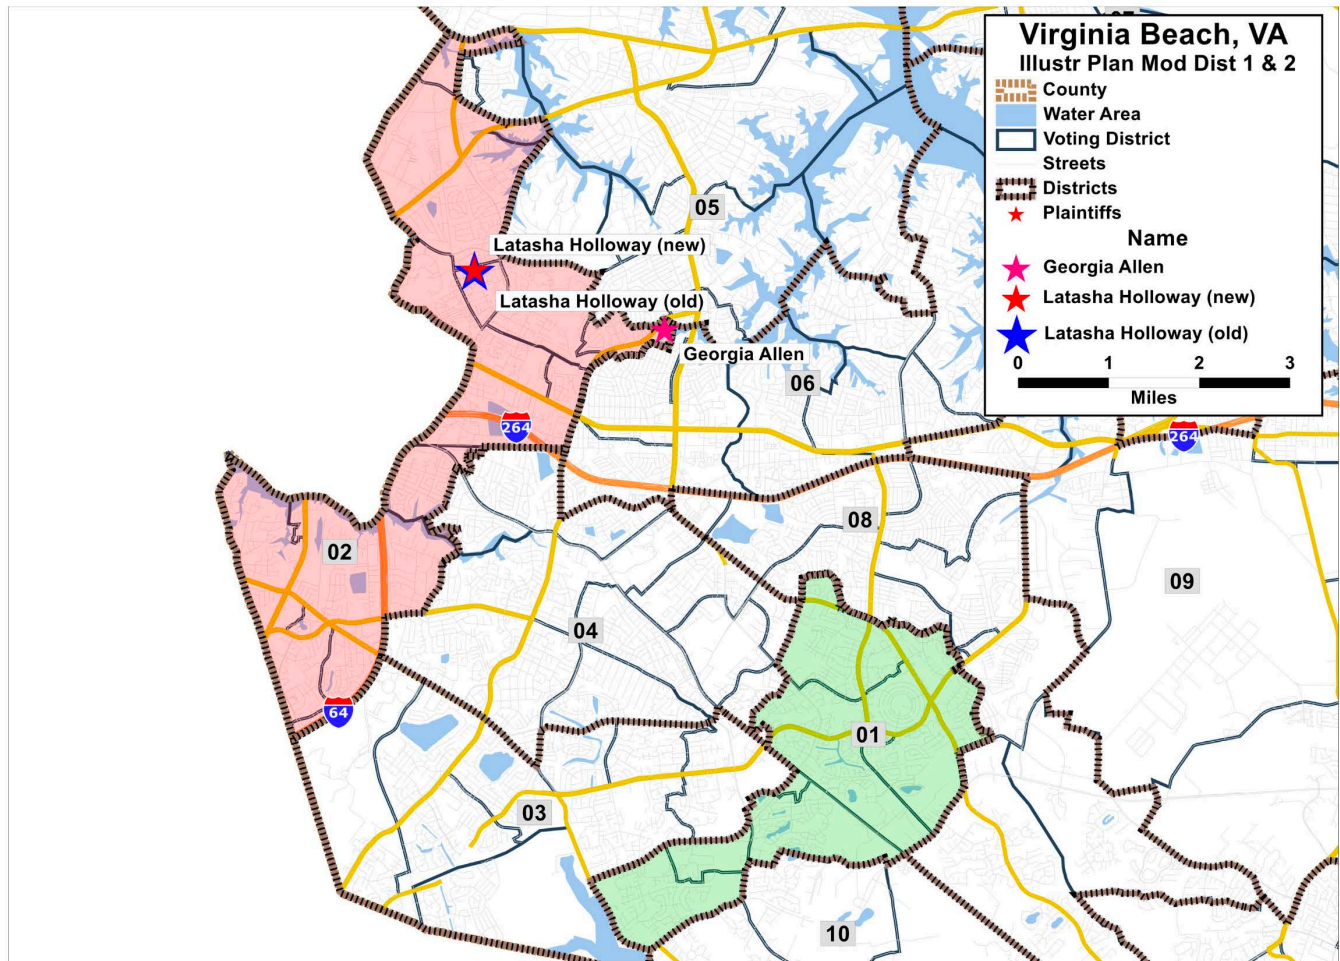 Virginia Beach, VA
Illustr Plan Mod Dist 1 & 2
County
Water Area
Voting District
Streets
Districts
Plaintiffs
Name
Georgia Allen
Latasha Holloway (new)
Latasha Holloway (old)
0 1 2 3
Miles
05
Latasha Holloway (new)
Latasha Holloway (old)
Georgia Allen
06
264
264
08
02
09
04
64
01
03
10